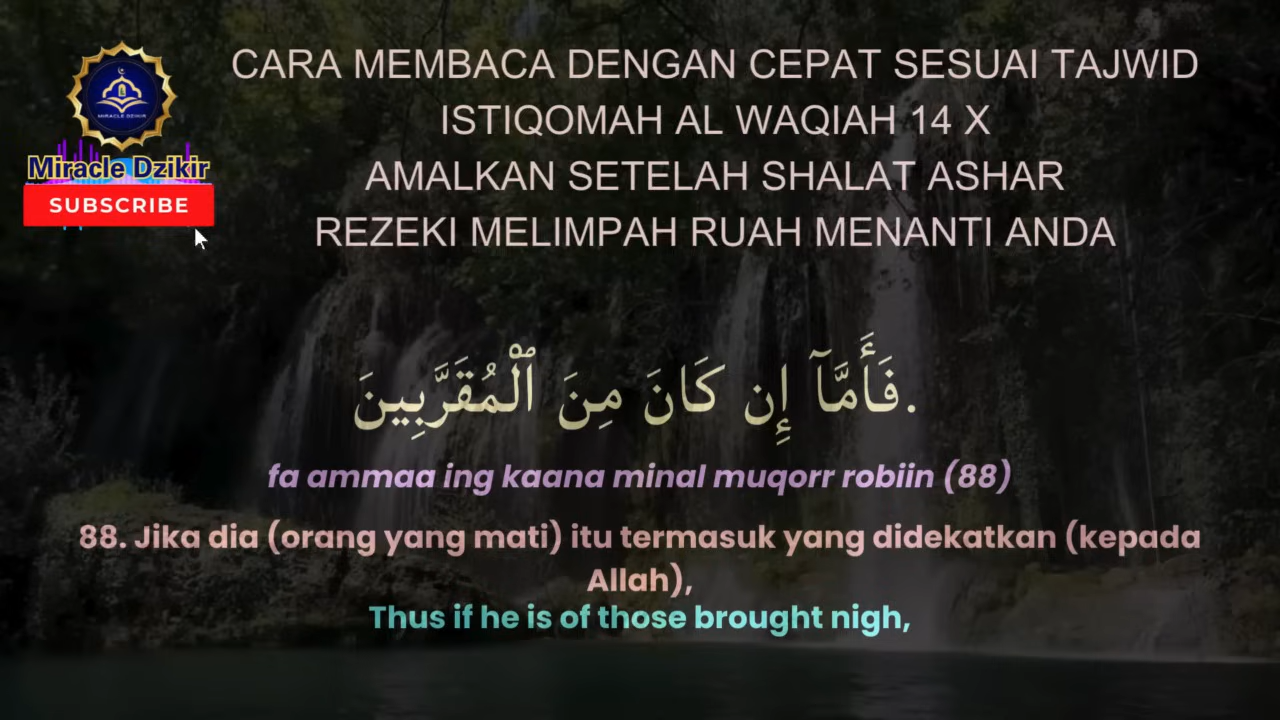 CARA MEMBACA DENGAN CEPAT SESUAI TAJWID
ISTIQOMAH AL WAQIAH 14 X
AMALKAN SETELAH SHALAT ASHAR
REZEKI MELIMPAH RUAH MENANTI ANDA
MIRACLE DZIKIR
Miracle Dzikir
SUBSCRIBE
فَأَمَّآ إِن كَانَ مِنَ ٱلْمُقَرَّبِينَ.
fa ammaa ing kaana minal muqorr robiin (88)
88. Jika dia (orang yang mati) itu termasuk yang didekatkan (kepada
Allah),
Thus if he is of those brought nigh,